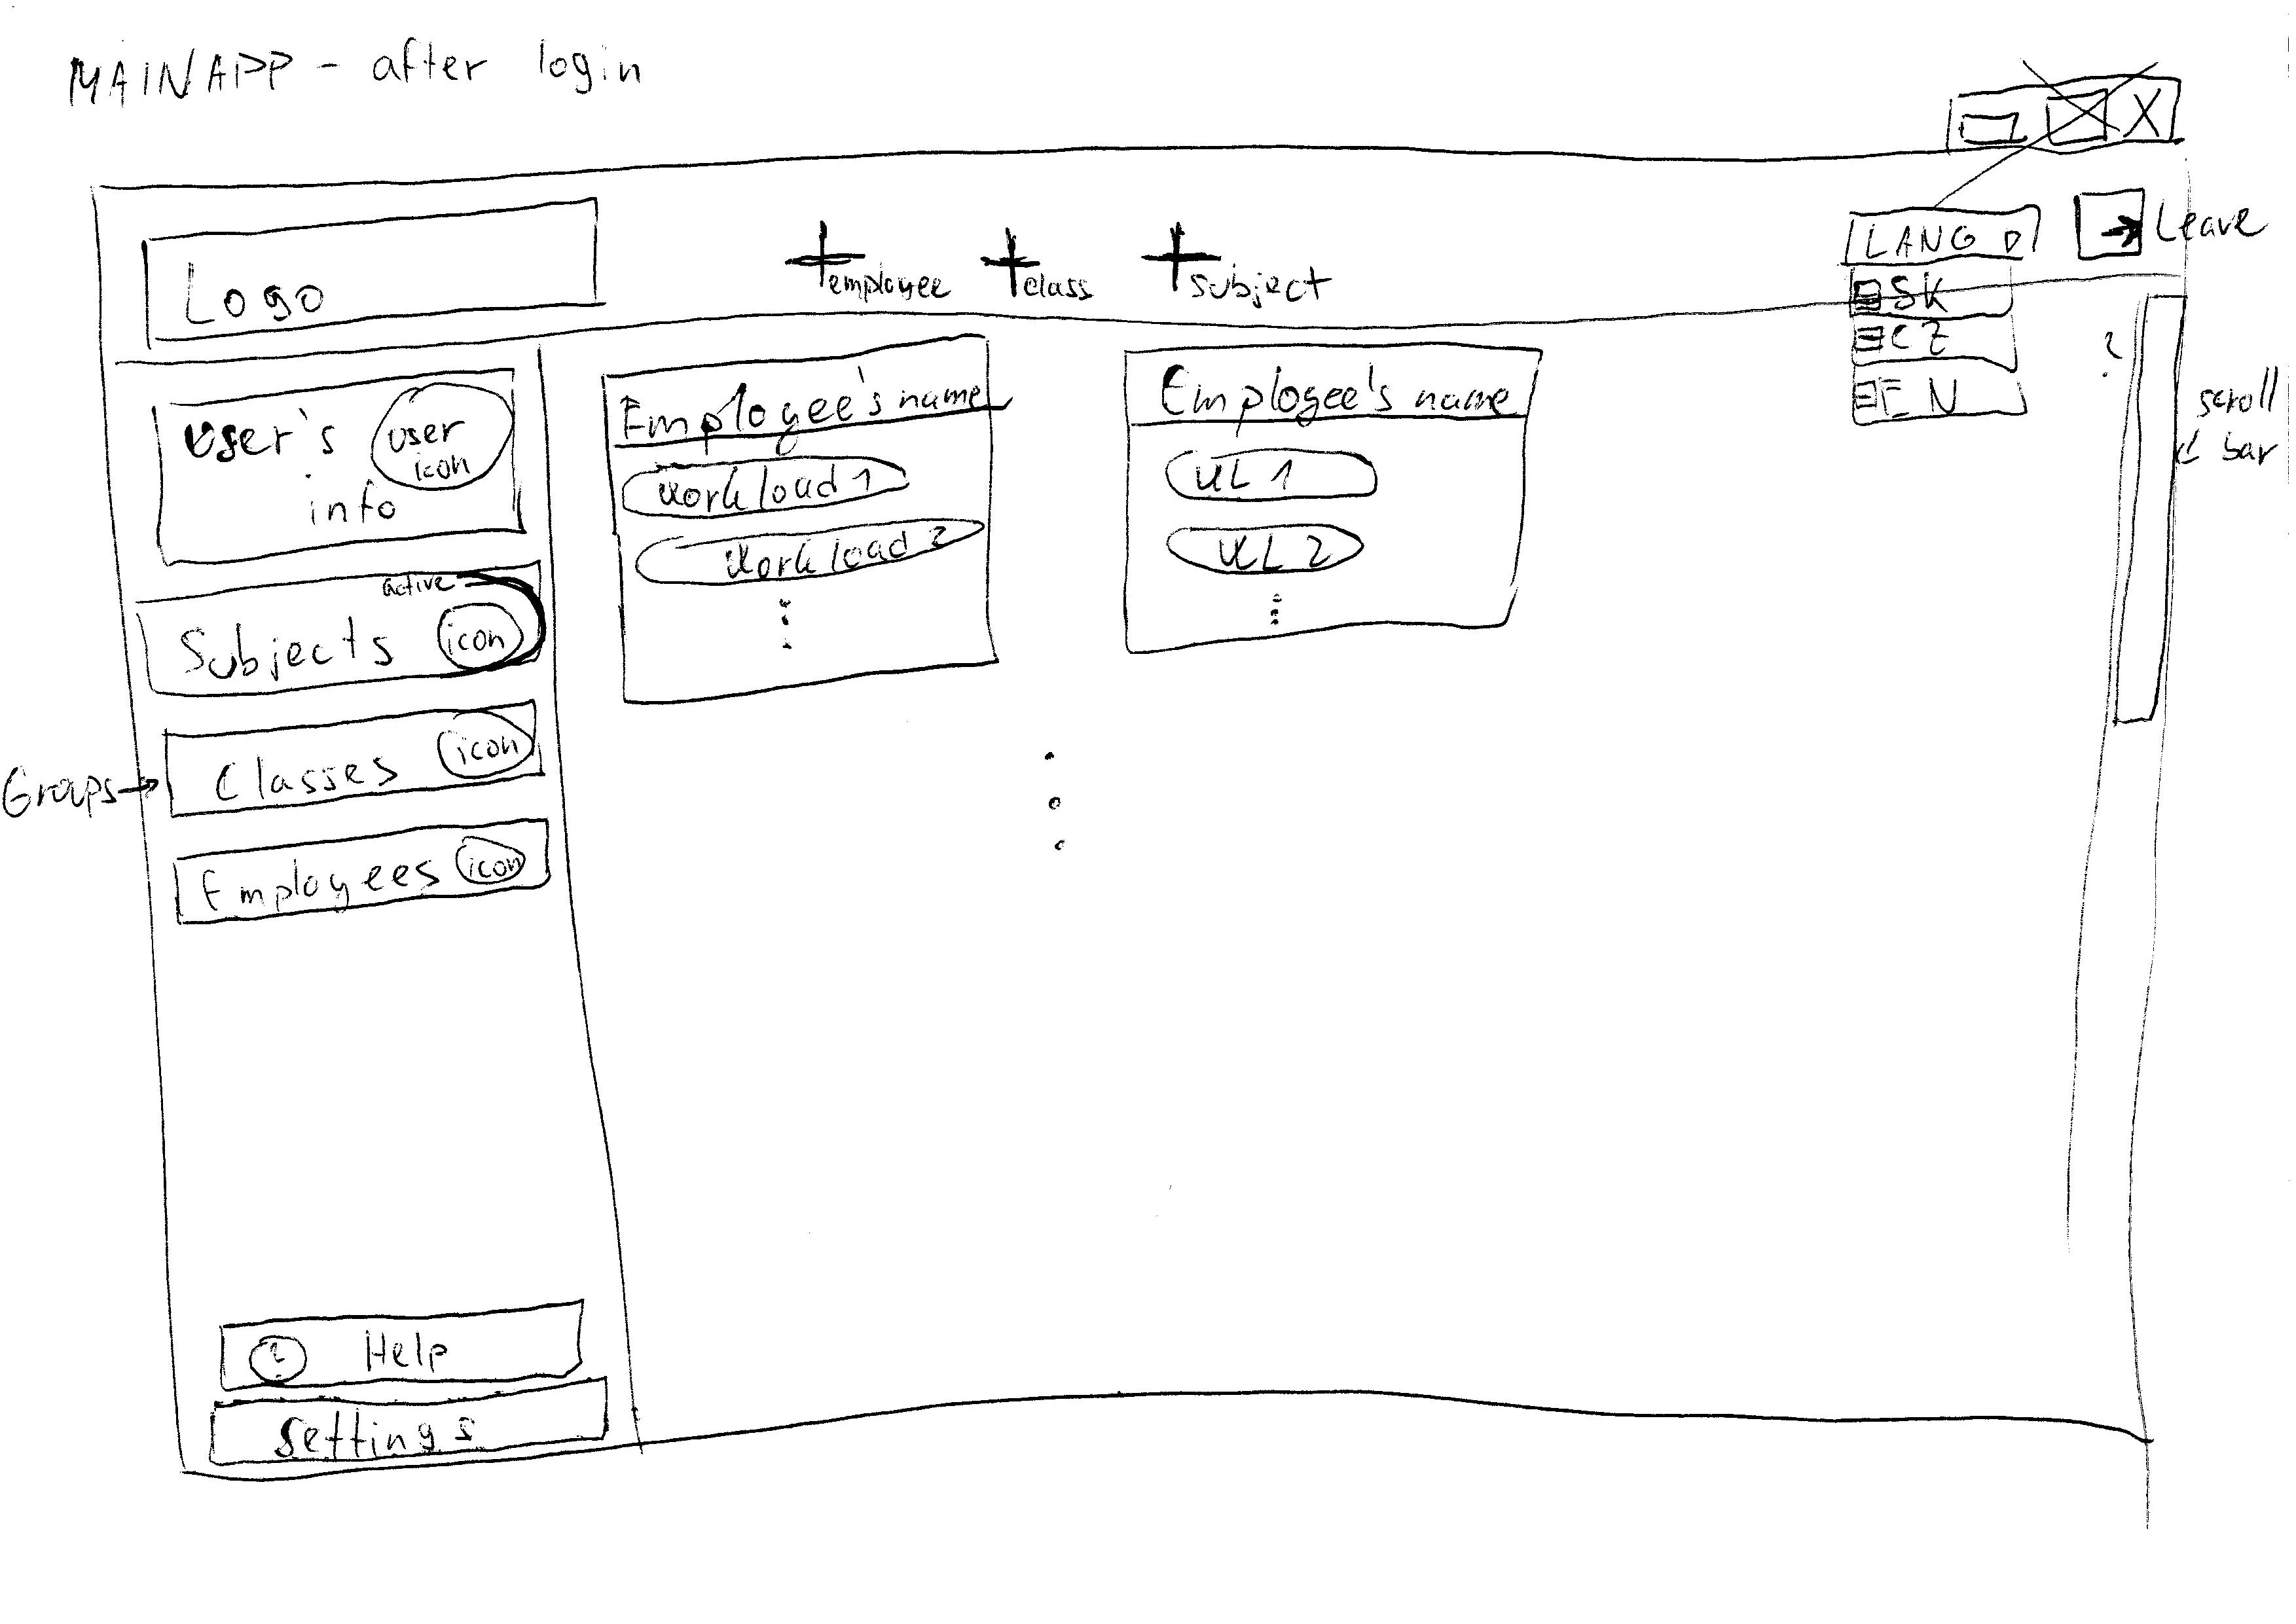 MAINAPP - after login
X
Logo
+employee +class +subject
LANG
Leave
SK
CZ
EN
?
scroll
bar
User's
info
user
icon
Employee's name
Workload 1
Workload 2
Employee's name
WL 1
WL 2
active
Subjects icon
Groups → Classes icon
Employees icon
? Help
Settings